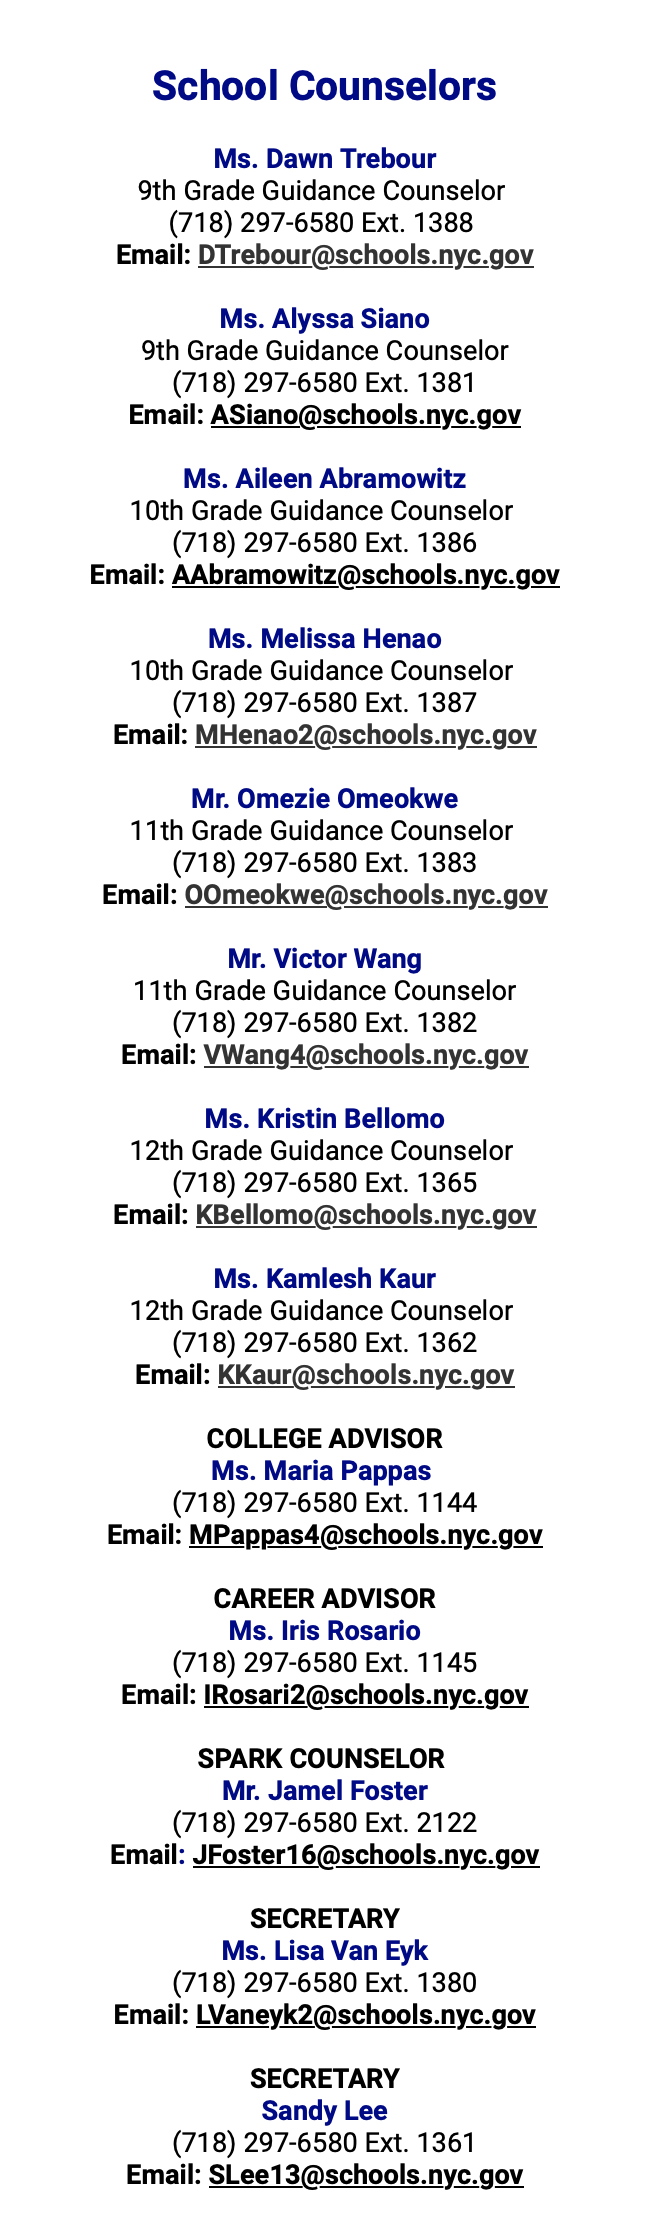 School Counselors
Ms. Dawn Trebour
9th Grade Guidance Counselor
(718) 297-6580 Ext. 1388
Email: DTrebour@schools.nyc.gov
Ms. Alyssa Siano
9th Grade Guidance Counselor
(718) 297-6580 Ext. 1381
Email: ASiano@schools.nyc.gov
Ms. Aileen Abramowitz
10th Grade Guidance Counselor
(718) 297-6580 Ext. 1386
Email: AAbramowitz@schools.nyc.gov
Ms. Melissa Henao
10th Grade Guidance Counselor
(718) 297-6580 Ext. 1387
Email: MHenao2@schools.nyc.gov
Mr. Omezie Omeokwe
11th Grade Guidance Counselor
(718) 297-6580 Ext. 1383
Email: OOmeokwe@schools.nyc.gov
Mr. Victor Wang
11th Grade Guidance Counselor
(718) 297-6580 Ext. 1382
Email: VWang4@schools.nyc.gov
Ms. Kristin Bellomo
12th Grade Guidance Counselor
(718) 297-6580 Ext. 1365
Email: KBellomo@schools.nyc.gov
Ms. Kamlesh Kaur
12th Grade Guidance Counselor
(718) 297-6580 Ext. 1362
Email: KKaur@schools.nyc.gov
COLLEGE ADVISOR
Ms. Maria Pappas
(718) 297-6580 Ext. 1144
Email: MPappas4@schools.nyc.gov
CAREER ADVISOR
Ms. Iris Rosario
(718) 297-6580 Ext. 1145
Email: IRosari2@schools.nyc.gov
SPARK COUNSELOR
Mr. Jamel Foster
(718) 297-6580 Ext. 2122
Email: JFoster16@schools.nyc.gov
SECRETARY
Ms. Lisa Van Eyk
(718) 297-6580 Ext. 1380
Email: LVaneyk2@schools.nyc.gov
SECRETARY
Sandy Lee
(718) 297-6580 Ext. 1361
Email: SLee13@schools.nyc.gov